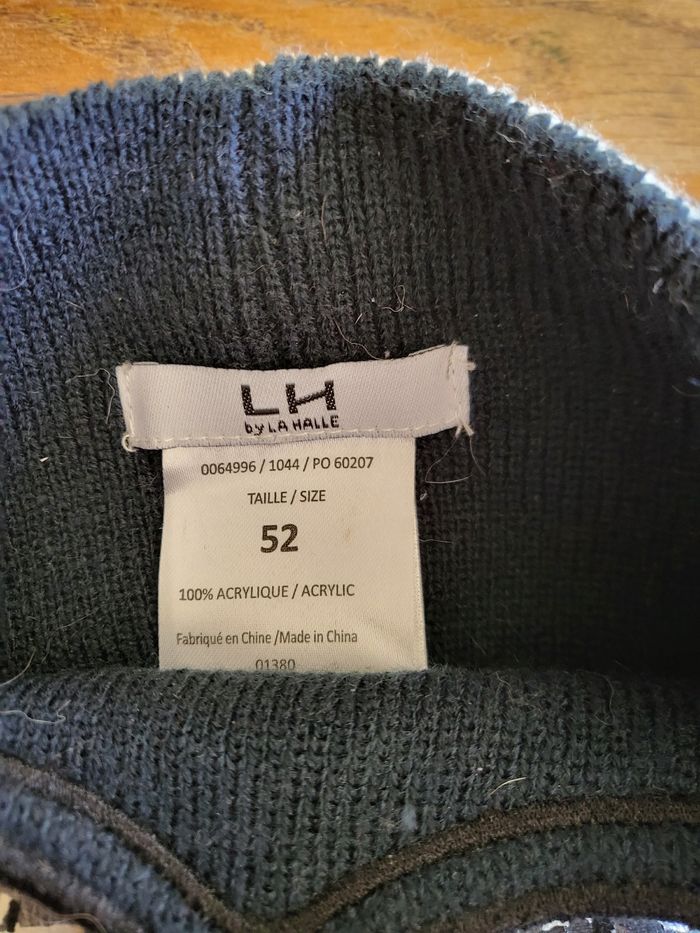 LH
by LA HALLE
0064996 / 1044 / PO 60207
TAILLE / SIZE
52
100% ACRYLIQUE / ACRYLIC
Fabriqué en Chine /Made in China
01380